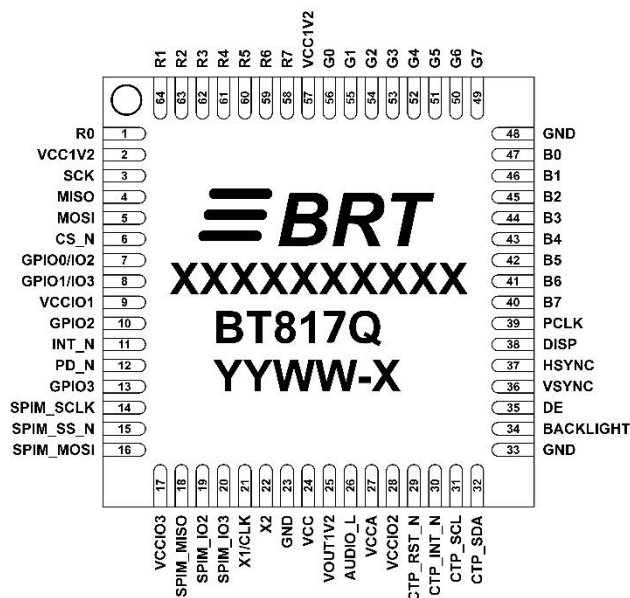 R1 R2 R3 R4 R5 R6 R7 VCC1V2 G0 G1 G2 G3 G4 G5 G6 G7
64 63 62 61 60 59 58 57 56 55 54 53 52 51 50 49
R0 1 48 GND
VCC1V2 2 47 B0
SCK 3 46 B1
MISO 4 45 B2
MOSI 5 44 B3
CS_N 6 43 B4
GPIO0/IO2 7 42 B5
GPIO1/IO3 8 41 B6
VCCIO1 9 40 B7
GPIO2 10 39 PCLK
INT_N 11 38 DISP
PD_N 12 37 HSYNC
GPIO3 13 36 VSYNC
SPIM_SCLK 14 35 DE
SPIM_SS_N 15 34 BACKLIGHT
SPIM_MOSI 16 33 GND
BRT
XXXXXXXXXX
BT817Q
YYWW-X
17 18 19 20 21 22 23 24 25 26 27 28 29 30 31 32
VCCIO3 SPIM_MISO SPIM_IO2 SPIM_IO3 X1/CLK X2 GND VCC VOUT1V2 AUDIO_L VCCA VCCIO2 CTP_RST_N CTP_INT_N CTP_SCL CTP_SDA